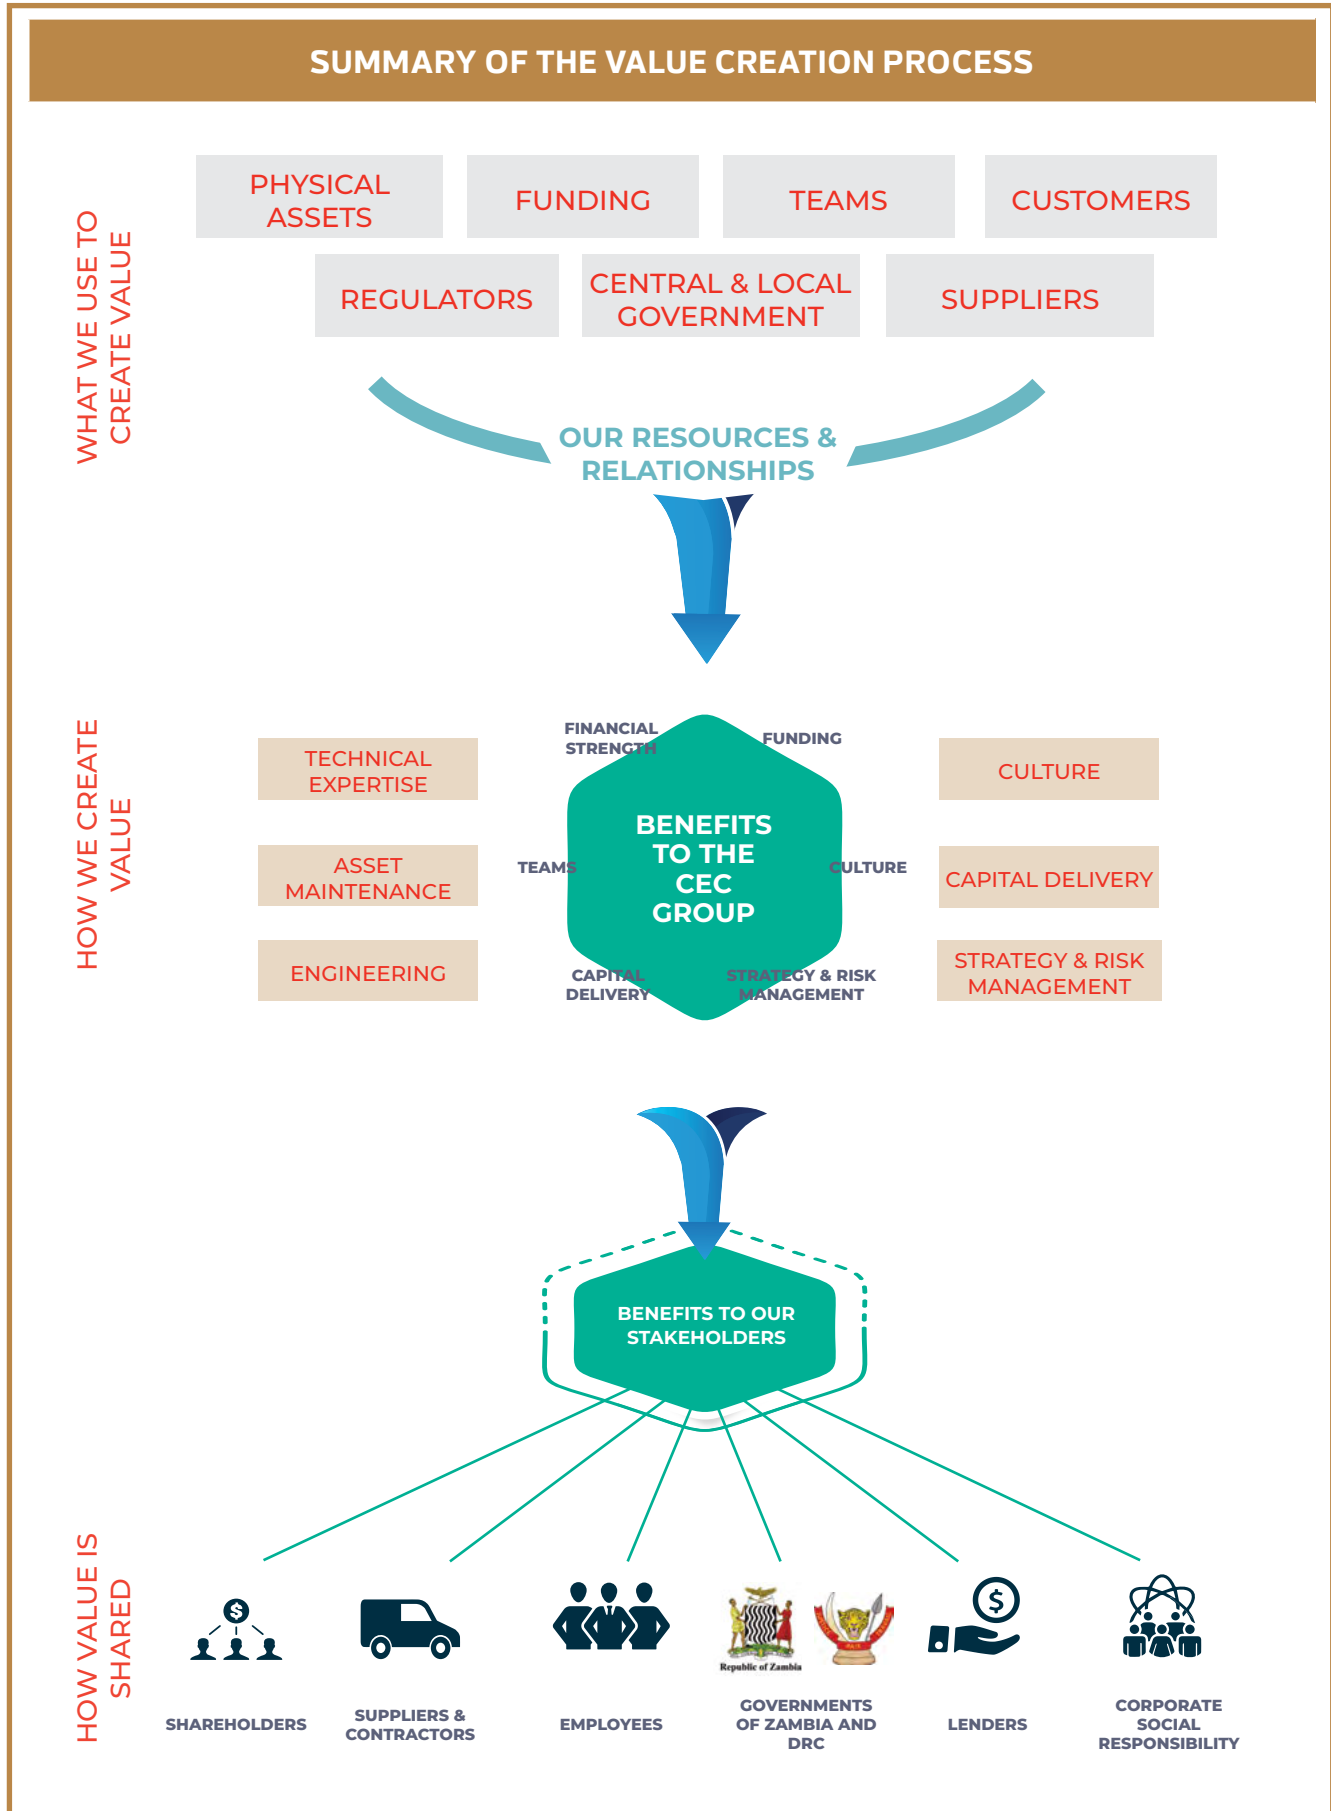 SUMMARY OF THE VALUE CREATION PROCESS
WHAT WE USE TO
CREATE VALUE
PHYSICAL
ASSETS
FUNDING
TEAMS
CUSTOMERS
REGULATORS
CENTRAL & LOCAL
GOVERNMENT
SUPPLIERS
OUR RESOURCES &
RELATIONSHIPS
HOW WE CREATE
VALUE
TECHNICAL
EXPERTISE
ASSET
MAINTENANCE
ENGINEERING
FINANCIAL
STRENGTH
FUNDING
TEAMS
CULTURE
CAPITAL
DELIVERY
STRATEGY & RISK
MANAGEMENT
BENEFITS
TO THE
CEC
GROUP
CULTURE
CAPITAL DELIVERY
STRATEGY & RISK
MANAGEMENT
BENEFITS TO OUR
STAKEHOLDERS
HOW VALUE IS
SHARED
$
$
Republic of Zambia
SHAREHOLDERS
SUPPLIERS &
CONTRACTORS
EMPLOYEES
GOVERNMENTS
OF ZAMBIA AND
DRC
LENDERS
CORPORATE
SOCIAL
RESPONSIBILITY